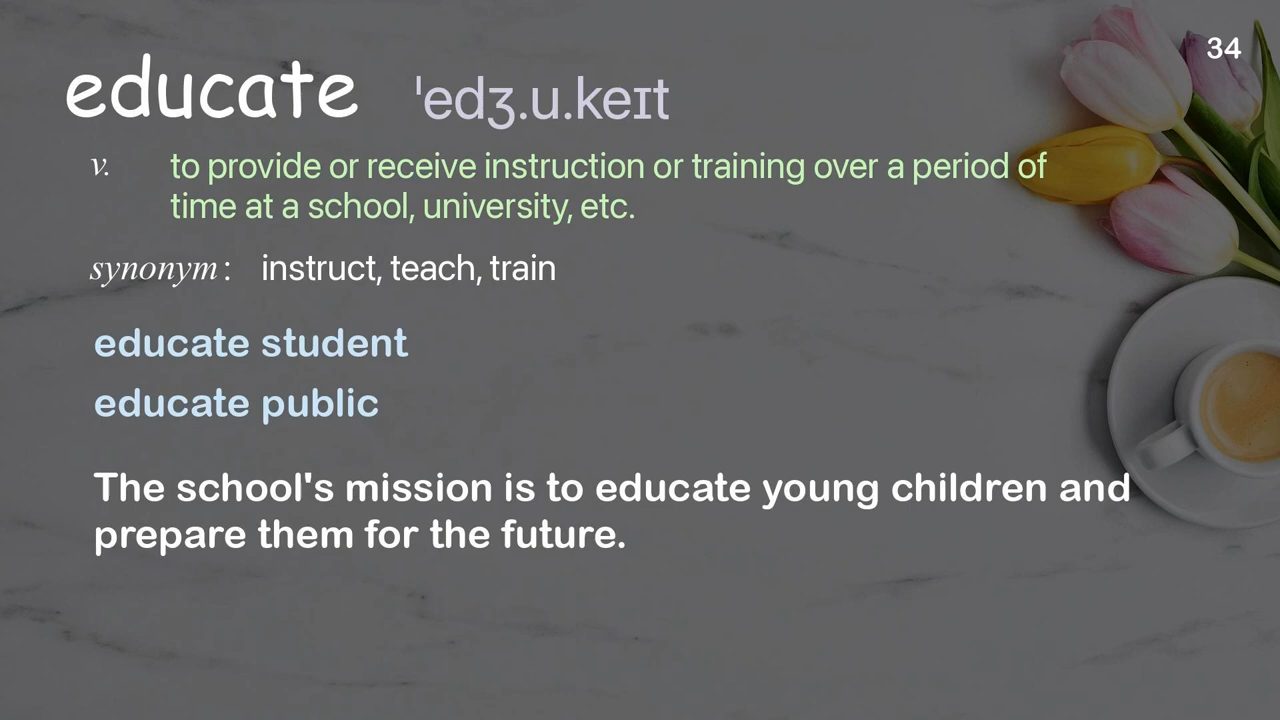 34
educate ˈedʒ.u.keɪt
v. to provide or receive instruction or training over a period of
time at a school, university, etc.
synonym: instruct, teach, train
educate student
educate public
The school's mission is to educate young children and
prepare them for the future.